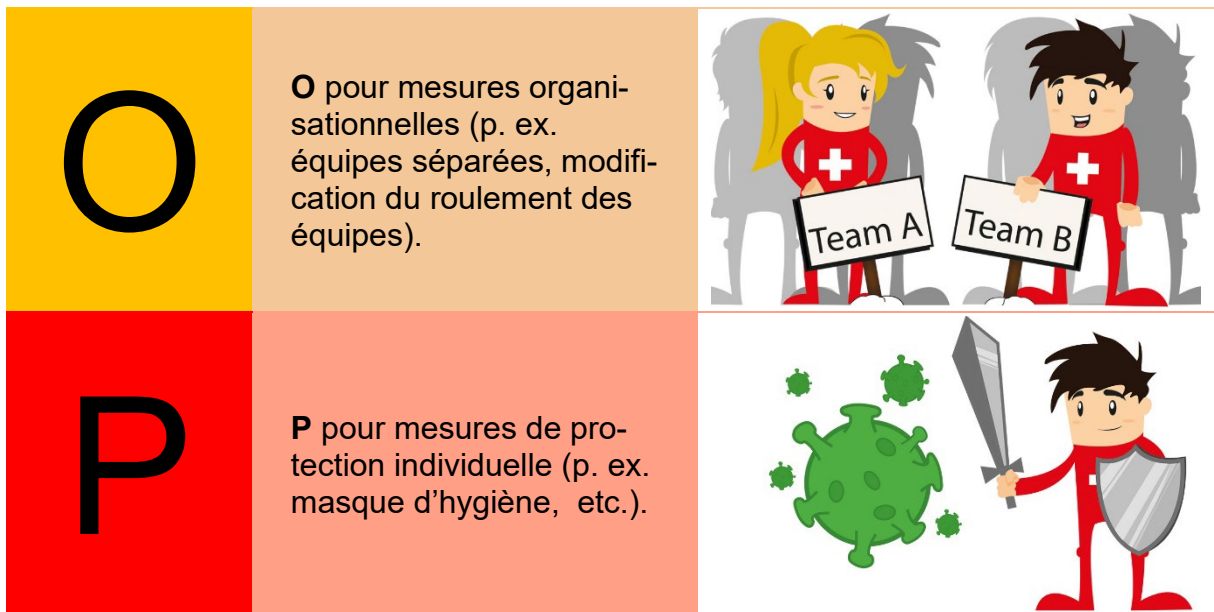 O
O pour mesures organi-
sationnelles (p. ex.
équipes séparées, modifi-
cation du roulement des
équipes).
Team A
Team B
P
P pour mesures de pro-
tection individuelle (p. ex.
masque d’hygiène,  etc.).